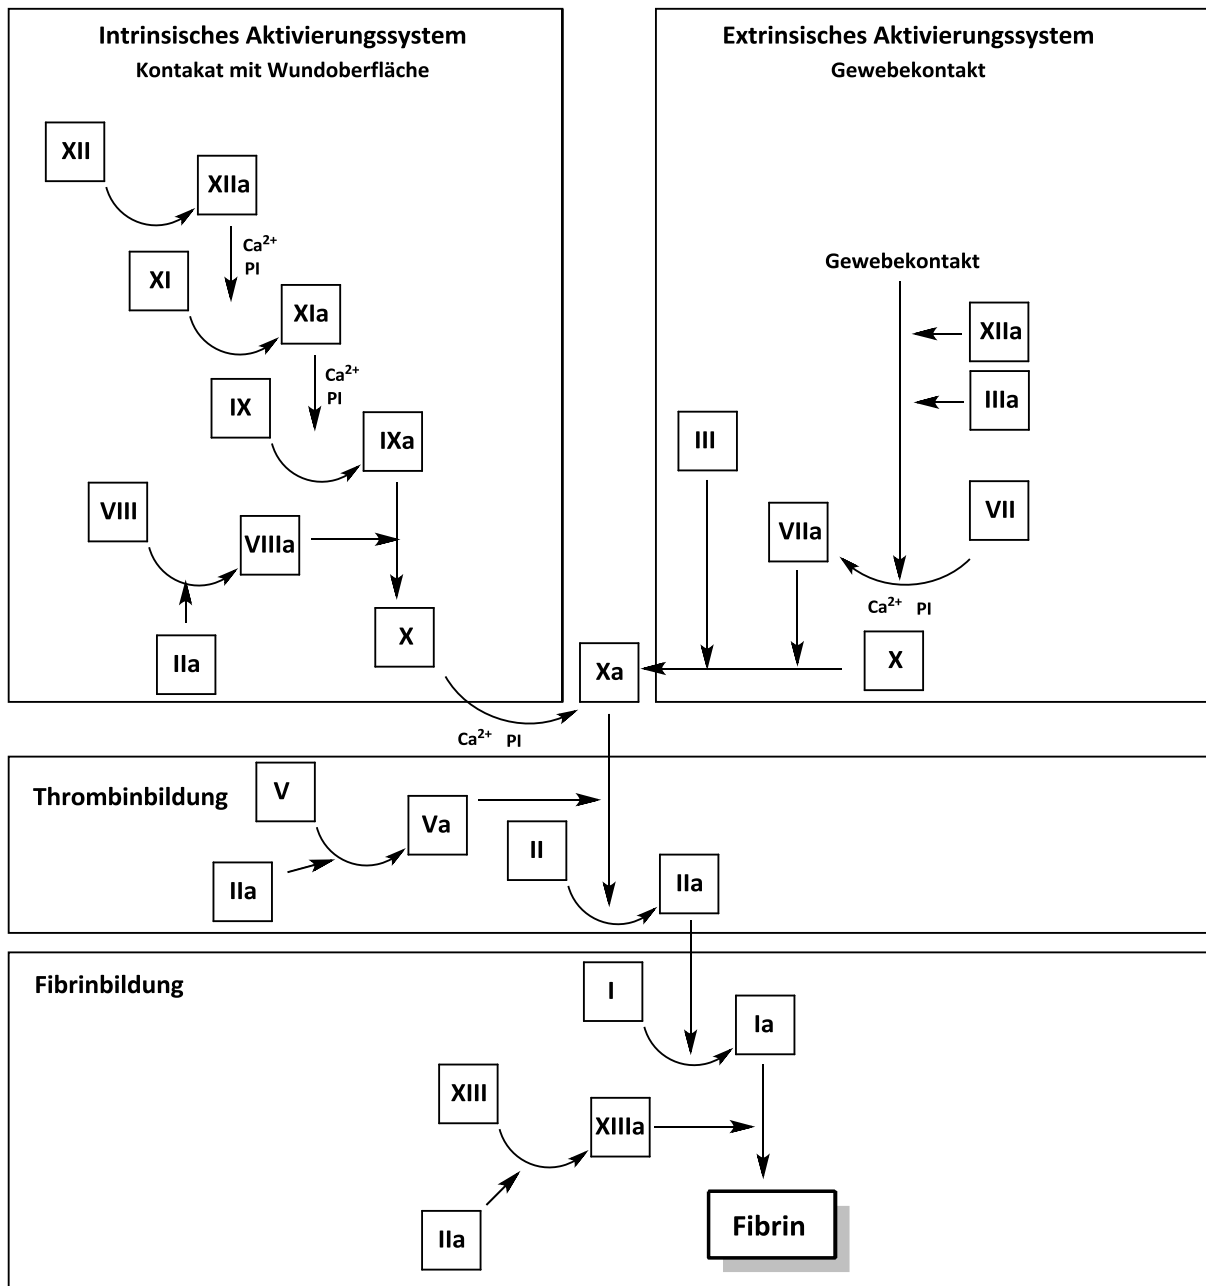 Intrinsisches Aktivierungssystem
Kontakat mit Wundoberfläche
XII
XIIa
Ca2+
PI
XI
XIa
Ca2+
PI
IX
IXa
VIII
VIIIa
IIa
X
Ca2+ PI
Extrinsisches Aktivierungssystem
Gewebekontakt
Gewebekontakt
XIIa
IIIa
III
VII
VIIa
Ca2+ PI
X
Xa
Thrombinbildung
V
Va
IIa
II
IIa
Fibrinbildung
I
Ia
XIII
XIIIa
IIa
Fibrin